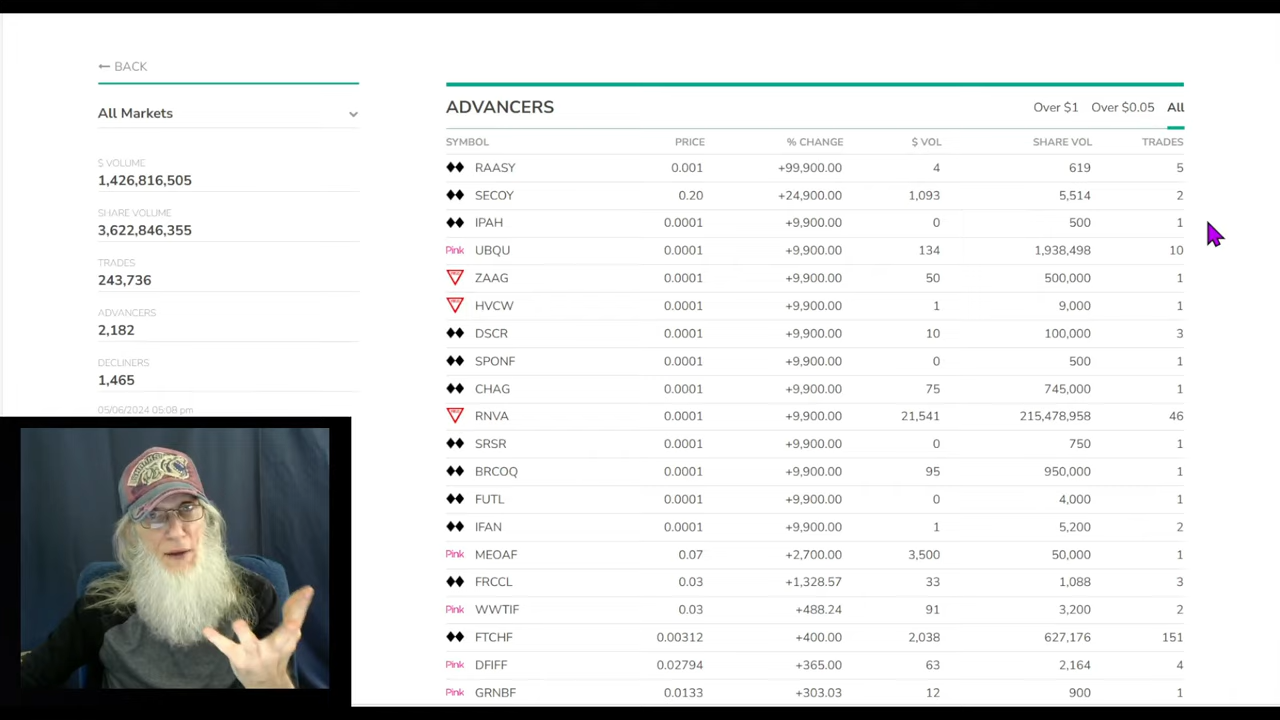 ← BACK
All Markets
$ VOLUME
1,426,816,505
SHARE VOLUME
3,622,846,355
TRADES
243,736
ADVANCERS
2,182
DECLINERS
1,465
05/06/2024 05:08 pm
ADVANCERS Over $1 Over $0.05 All
SYMBOL PRICE % CHANGE $ VOL SHARE VOL TRADES
RAASY 0.001 +99,900.00 4 619 5
SECOY 0.20 +24,900.00 1,093 5,514 2
IPAH 0.0001 +9,900.00 0 500 1
Pink UBQU 0.0001 +9,900.00 134 1,938,498 10
ZAAG 0.0001 +9,900.00 50 500,000 1
HVCW 0.0001 +9,900.00 1 9,000 1
DSCR 0.0001 +9,900.00 10 100,000 3
SPONF 0.0001 +9,900.00 0 500 1
CHAG 0.0001 +9,900.00 75 745,000 1
RNVA 0.0001 +9,900.00 21,541 215,478,958 46
SRSR 0.0001 +9,900.00 0 750 1
BRCOQ 0.0001 +9,900.00 95 950,000 1
FUTL 0.0001 +9,900.00 0 4,000 1
IFAN 0.0001 +9,900.00 1 5,200 2
Pink MEOAF 0.07 +2,700.00 3,500 50,000 1
FRCCL 0.03 +1,328.57 33 1,088 3
Pink WWTIF 0.03 +488.24 91 3,200 2
FTCHF 0.00312 +400.00 2,038 627,176 151
Pink DFIFF 0.02794 +365.00 63 2,164 4
Pink GRNBF 0.0133 +303.03 12 900 1